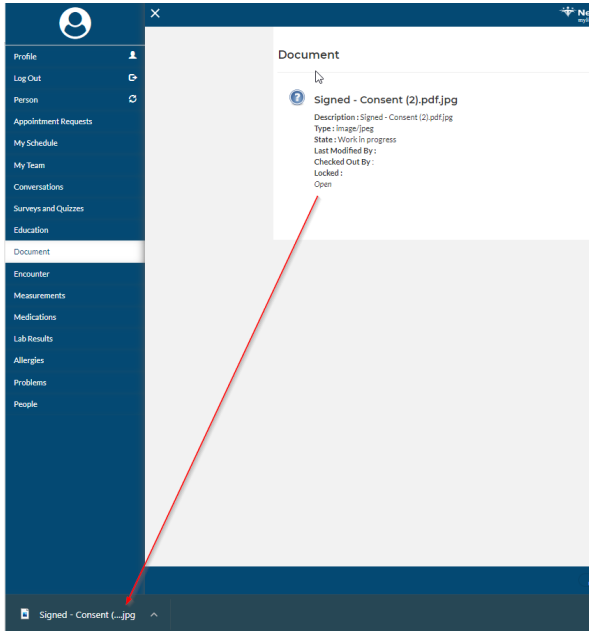 Profile
Log Out
Person
Appointment Requests
My Schedule
My Team
Conversations
Surveys and Quizzes
Education
Document
Encounter
Measurements
Medications
Lab Results
Allergies
Problems
People
Ne
Document
Signed - Consent (2).pdf.jpg
Description : Signed - Consent (2).pdf.jpg
Type : image/jpeg
State : Work in progress
Last Modified By :
Checked Out By :
Locked :
Open
Signed - Consent (....jpg